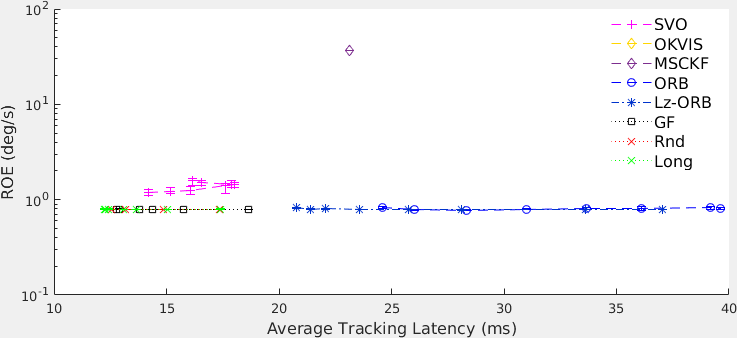 10^2
10^1
10^0
10^-1
ROE (deg/s)
SVO
OKVIS
MSCKF
ORB
Lz-ORB
GF
Rnd
Long
10 15 20 25 30 35 40
Average Tracking Latency (ms)